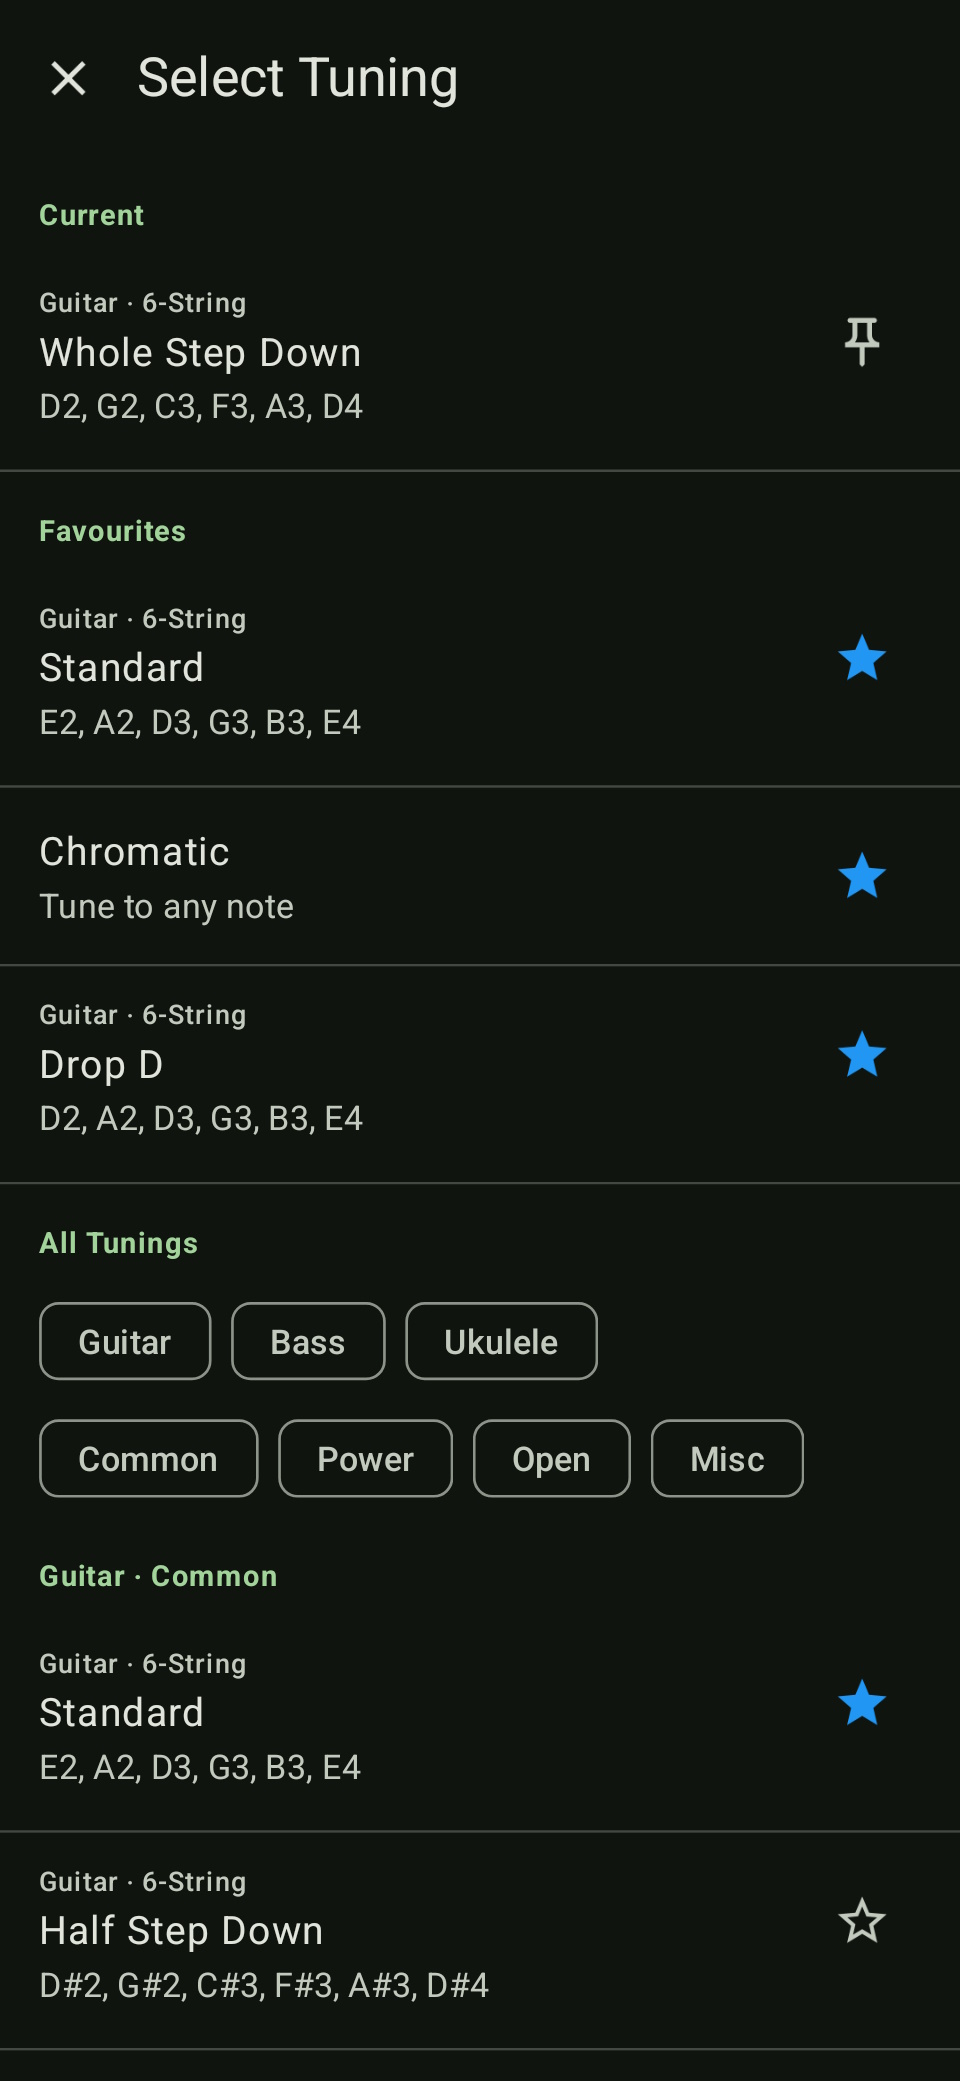 Select Tuning
Current
Guitar · 6-String
Whole Step Down
D2, G2, C3, F3, A3, D4
Favourites
Guitar · 6-String
Standard
E2, A2, D3, G3, B3, E4
Chromatic
Tune to any note
Guitar · 6-String
Drop D
D2, A2, D3, G3, B3, E4
All Tunings
Guitar Bass Ukulele
Common Power Open Misc
Guitar · Common
Guitar · 6-String
Standard
E2, A2, D3, G3, B3, E4
Guitar · 6-String
Half Step Down
D#2, G#2, C#3, F#3, A#3, D#4